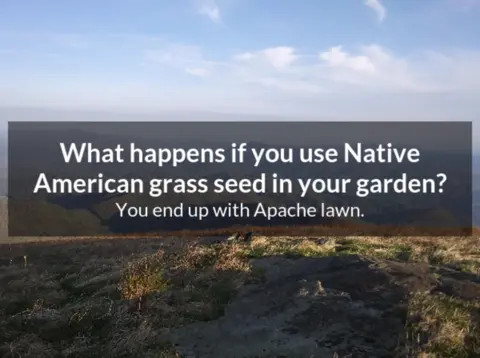 What happens if you use Native
American grass seed in your garden?
You end up with Apache lawn.